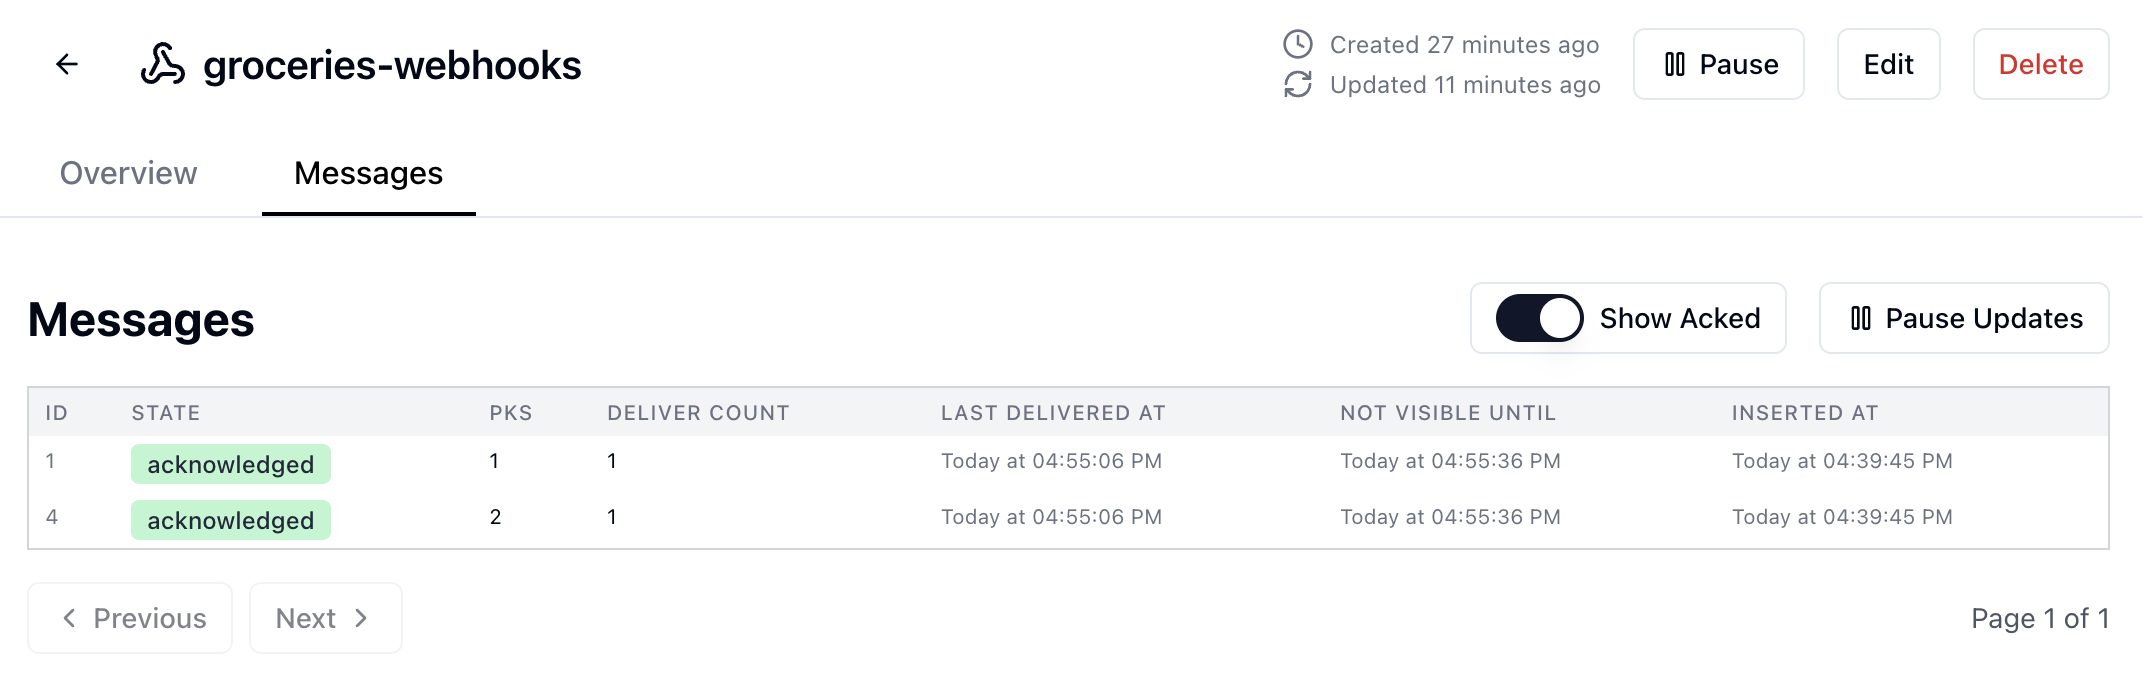 groceries-webhooks
Created 27 minutes ago
Updated 11 minutes ago
Pause
Edit
Delete
Overview
Messages
Messages
Show Acked
Pause Updates
ID STATE PKS DELIVER COUNT LAST DELIVERED AT NOT VISIBLE UNTIL INSERTED AT
1 acknowledged 1 1 Today at 04:55:06 PM Today at 04:55:36 PM Today at 04:39:45 PM
4 acknowledged 2 1 Today at 04:55:06 PM Today at 04:55:36 PM Today at 04:39:45 PM
Previous
Next
Page 1 of 1